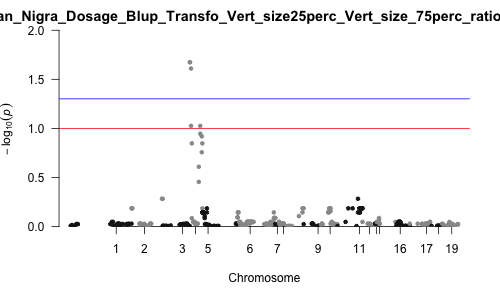 an_Nigra_Dosage_Blup_Transfo_Vert_size25perc_Vert_size_75perc_ratio
2.0
1.5
1.0
0.5
0.0
− log10(p)
1 2 3 5 6 7 9 11 16 17 19
Chromosome